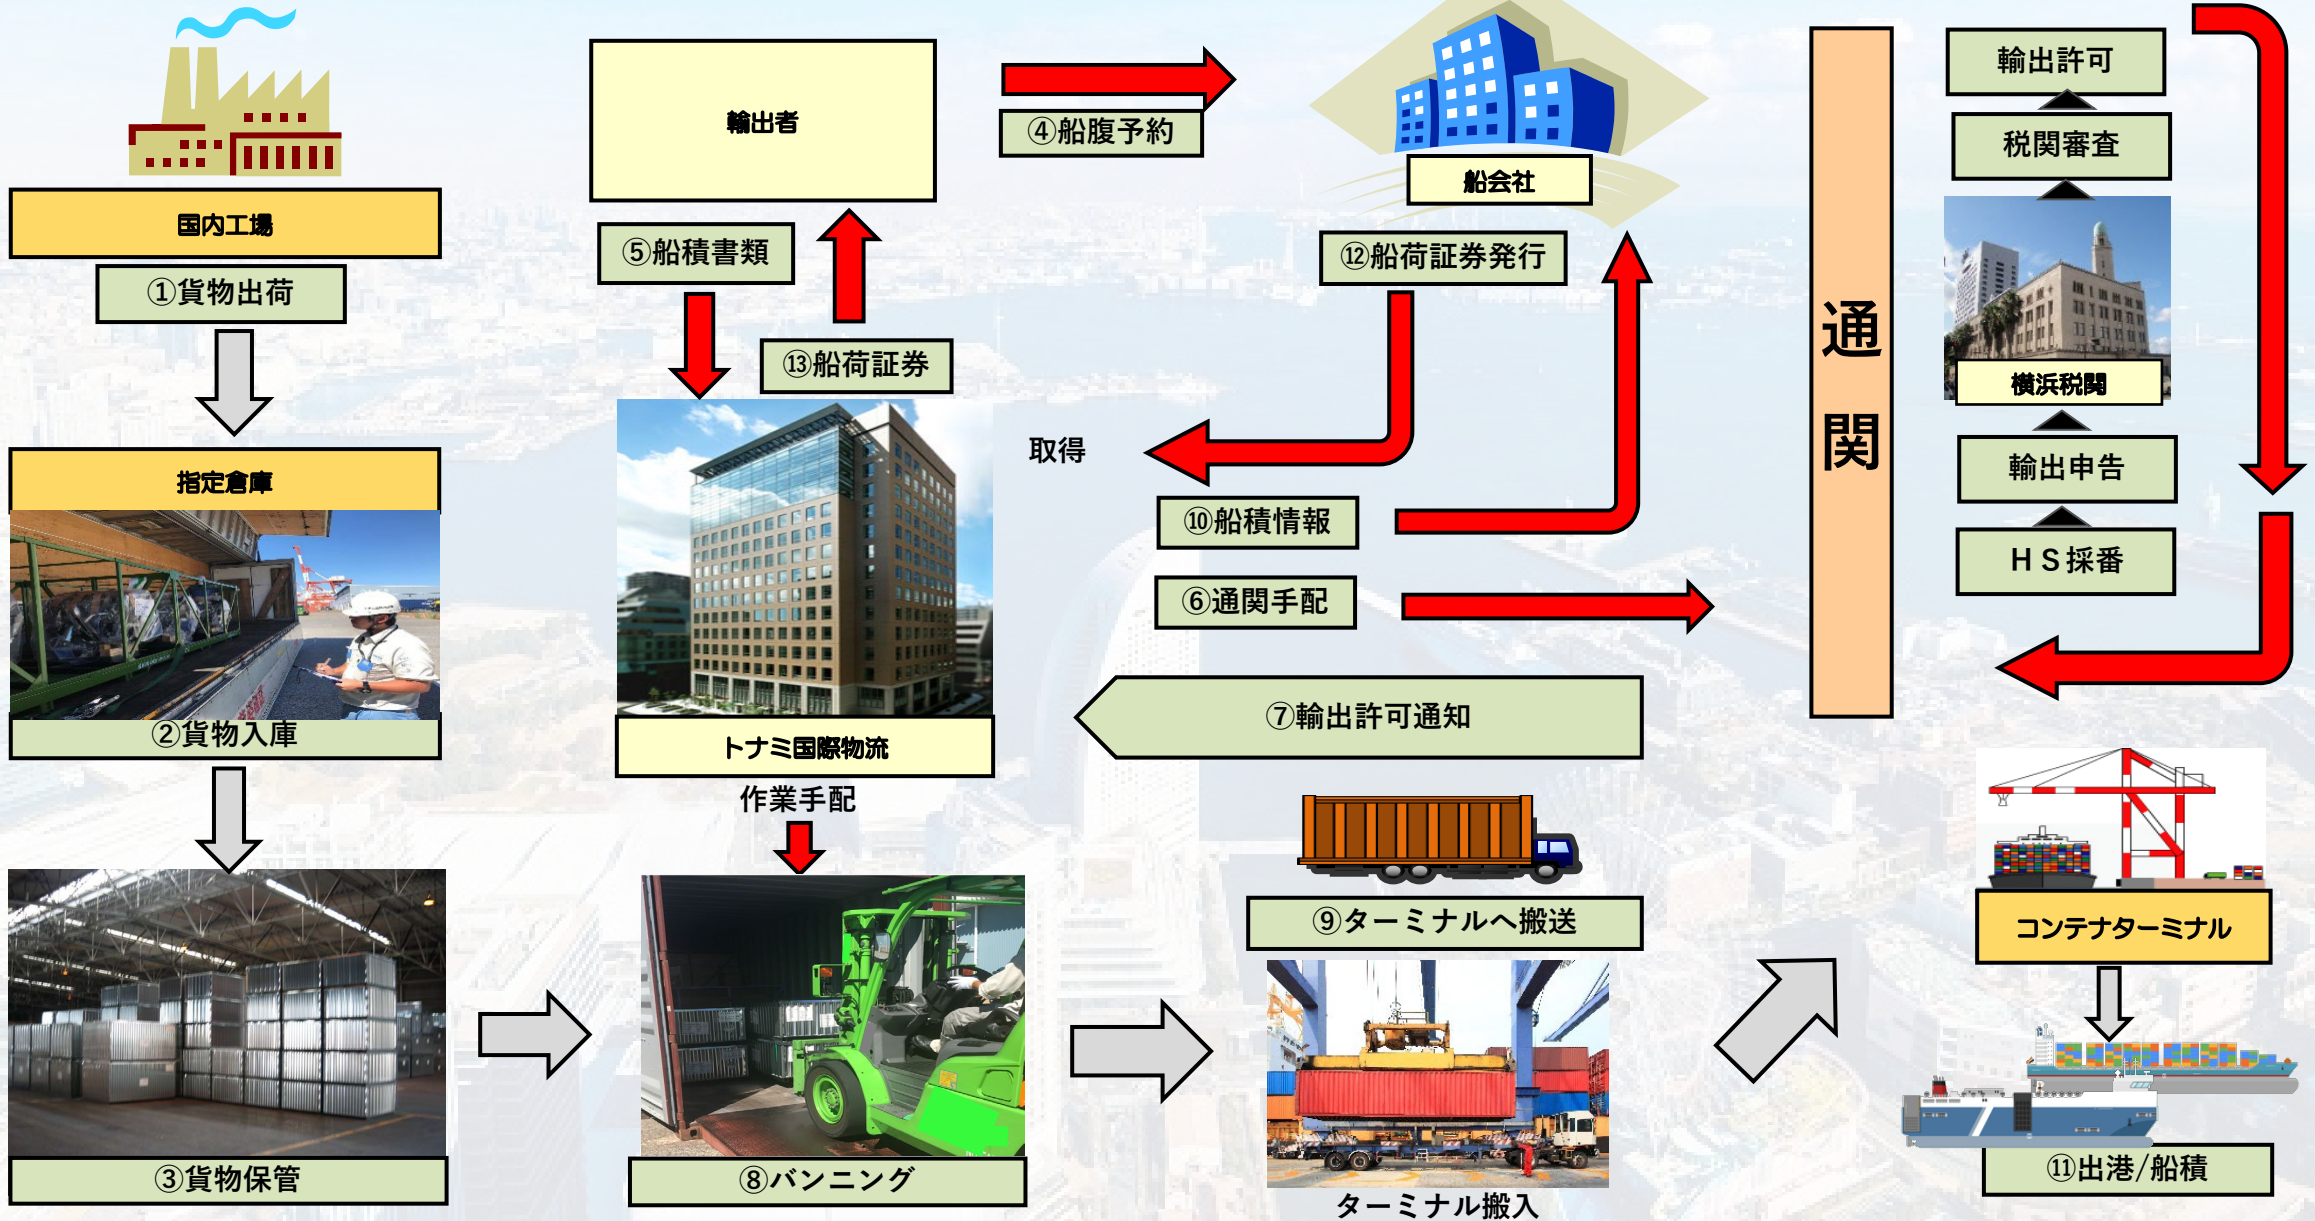 国内工場
①貨物出荷
指定倉庫
②貨物入庫
③貨物保管
輸出者
④船腹予約
船会社
⑤船積書類
⑬船荷証券
⑫船荷証券発行
取得
⑩船積情報
⑥通関手配
⑦輸出許可通知
トナミ国際物流
作業手配
⑧バンニング
⑨ターミナルへ搬送
ターミナル搬入
通関
輸出許可
税関審査
横浜税関
輸出申告
ＨＳ採番
コンテナターミナル
⑪出港/船積